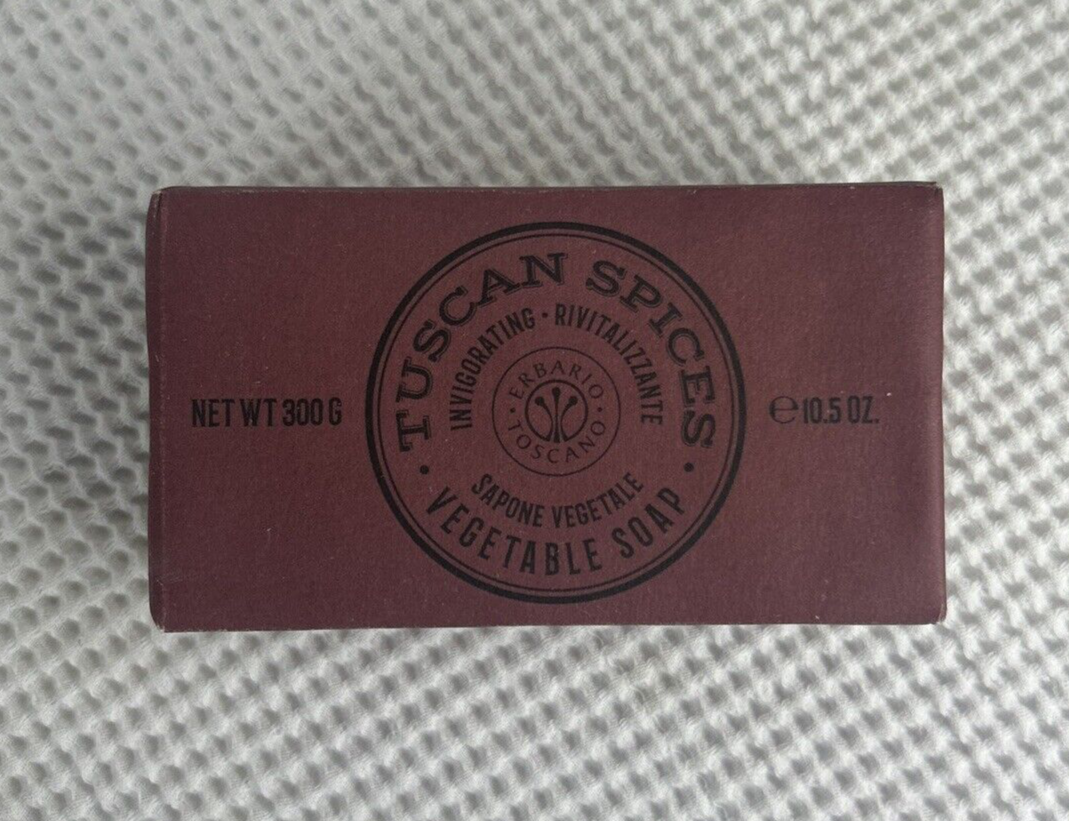 NET WT 300 G
TUSCAN SPICES
INVIGORATING · RIVITALIZZANTE
ERBARIO
TOSCANO
SAPONE VEGETALE
VEGETABLE SOAP
℮ 10.5 OZ.